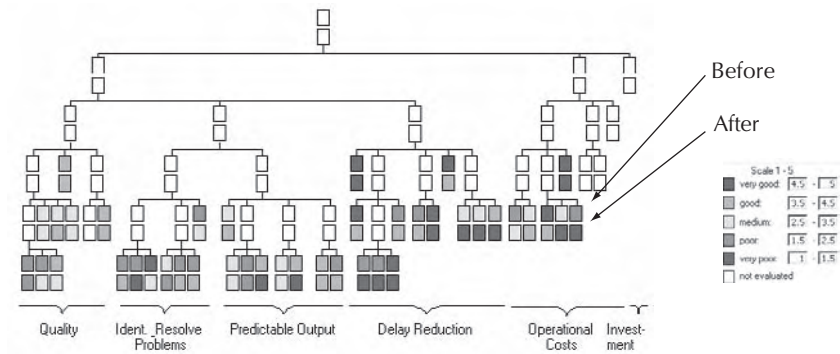 Before
After
Scale 1 - 5
very good: 4.5 - 5
good: 3.5 - 4.5
medium: 2.5 - 3.5
poor: 1.5 - 2.5
very poor: 1 - 1.5
not evaluated
Quality
Ident._Resolve
Problems
Predictable Output
Delay Reduction
Operational
Costs
Invest-
ment